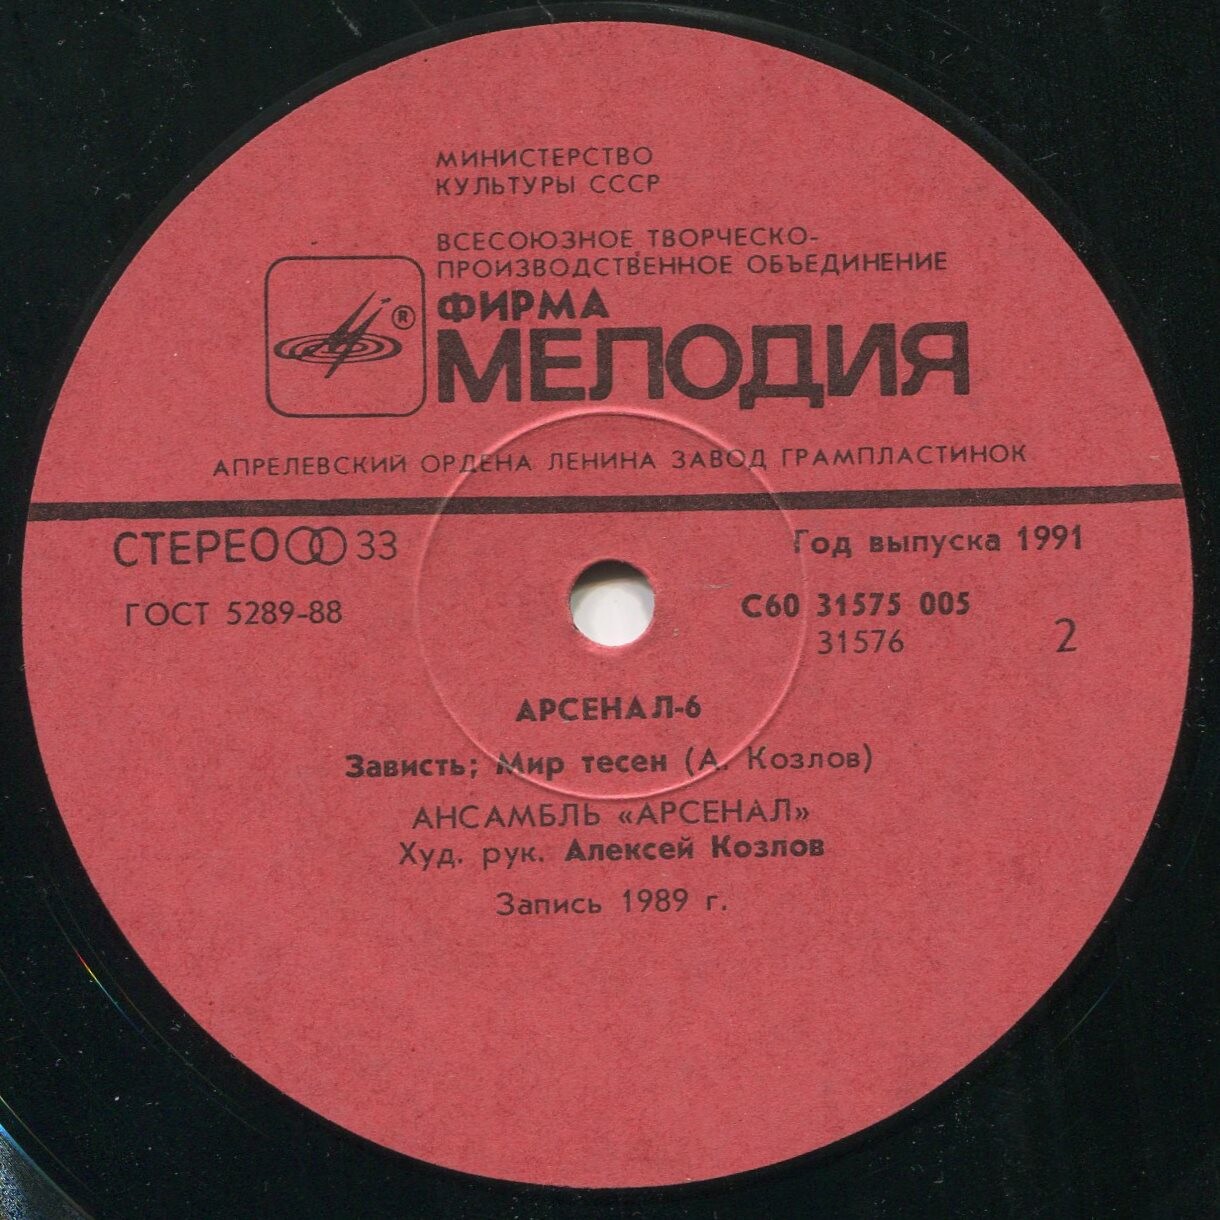 МИНИСТЕРСТВО
КУЛЬТУРЫ СССР
ВСЕСОЮЗНОЕ ТВОРЧЕСКО-
ПРОИЗВОДСТВЕННОЕ ОБЪЕДИНЕНИЕ
ФИРМА
®
МЕЛОДИЯ
АПРЕЛЕВСКИЙ ОРДЕНА ЛЕНИНА ЗАВОД ГРАМПЛАСТИНОК
СТЕРЕО 33 Год выпуска 1991
ГОСТ 5289-88 С60 31575 005
31576 2
АРСЕНАЛ-6
Зависть; Мир тесен (А. Козлов)
АНСАМБЛЬ «АРСЕНАЛ»
Худ. рук. Алексей Козлов
Запись 1989 г.